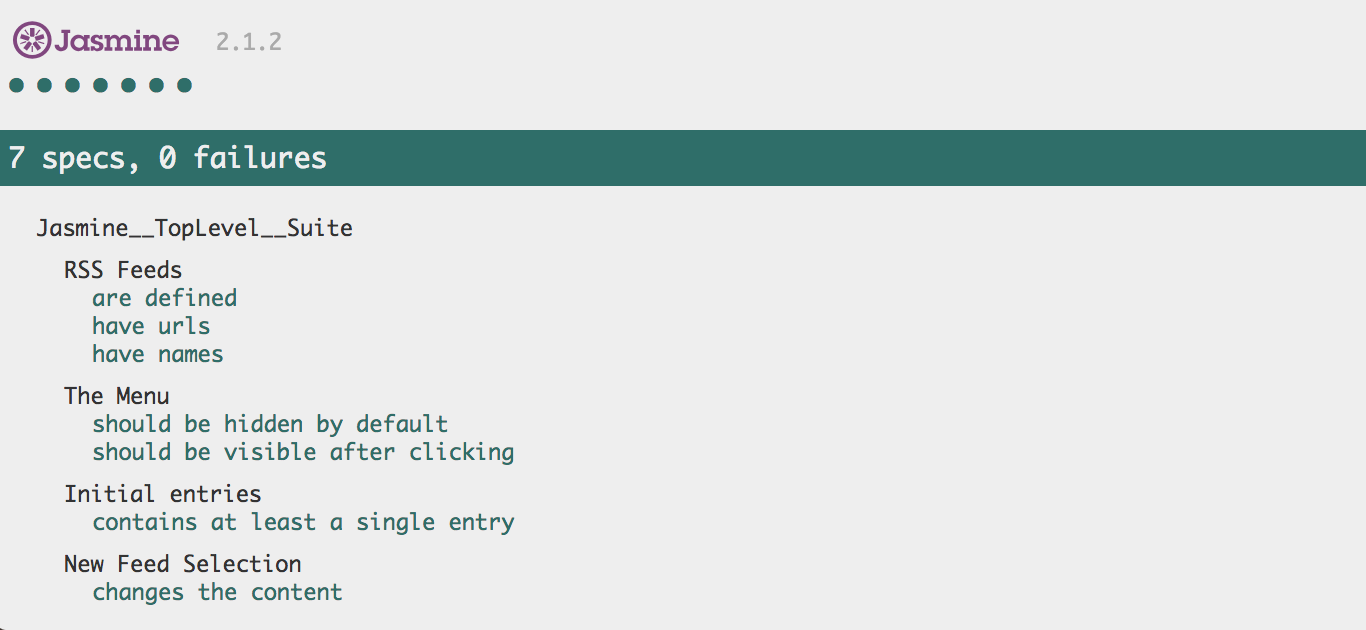 Jasmine 2.1.2
7 specs, 0 failures
Jasmine__TopLevel__Suite
RSS Feeds
are defined
have urls
have names
The Menu
should be hidden by default
should be visible after clicking
Initial entries
contains at least a single entry
New Feed Selection
changes the content